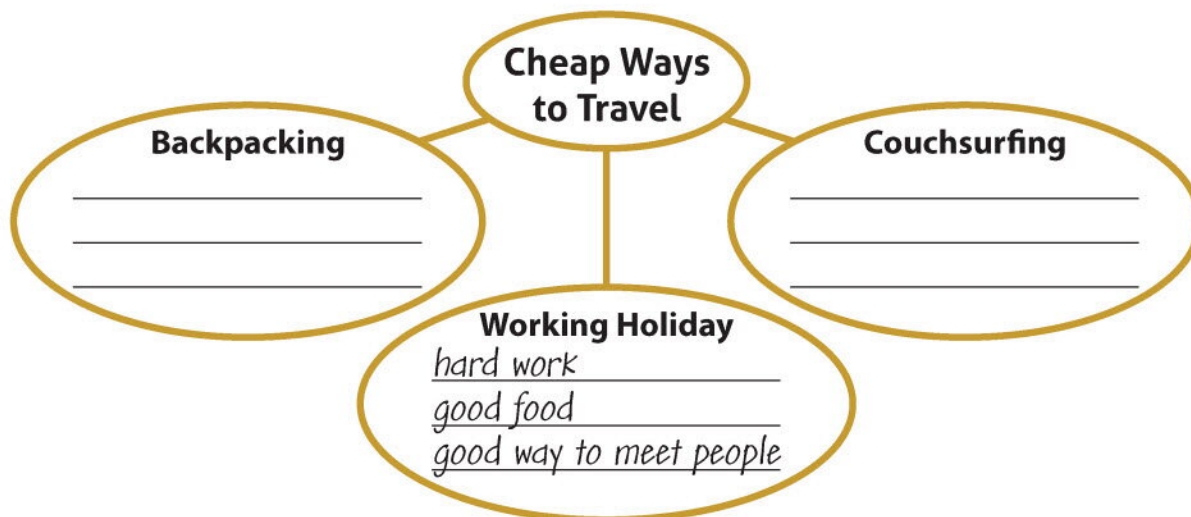 Cheap Ways
to Travel
Backpacking
Couchsurfing
Working Holiday
hard work
good food
good way to meet people